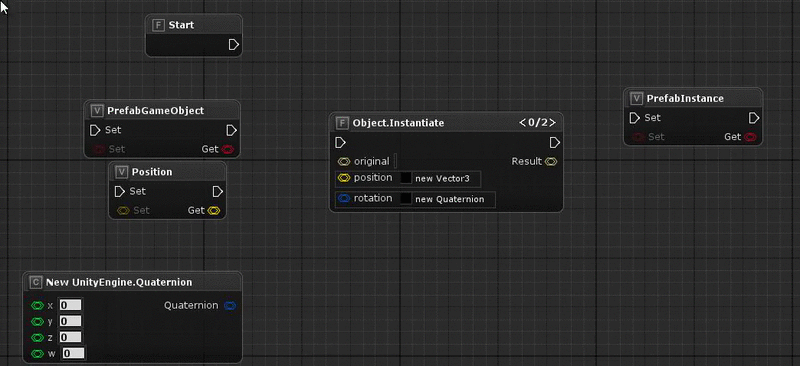 F Start
V PrefabGameObject
Set
Set Get
V Position
Set
Set Get
F Object.Instantiate <0/2>
original Result
position new Vector3
rotation new Quaternion
V PrefabInstance
Set
Set Get
C New UnityEngine.Quaternion
x 0 Quaternion
y 0
z 0
w 0